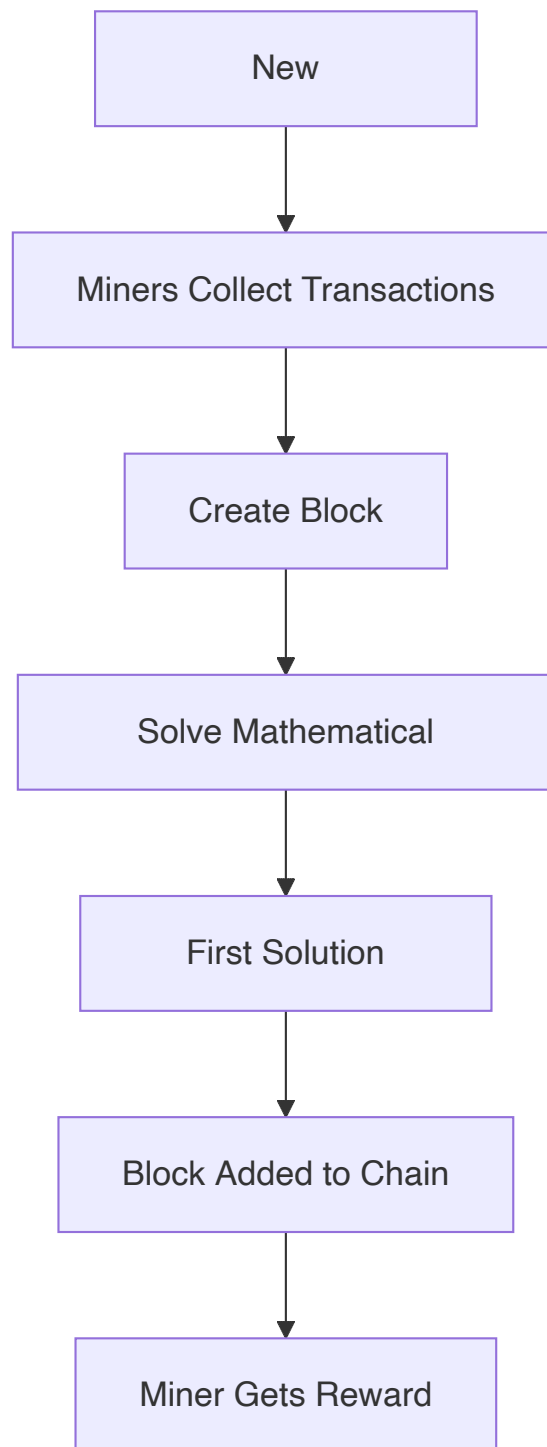 New
Miners Collect Transactions
Create Block
Solve Mathematical
First Solution
Block Added to Chain
Miner Gets Reward